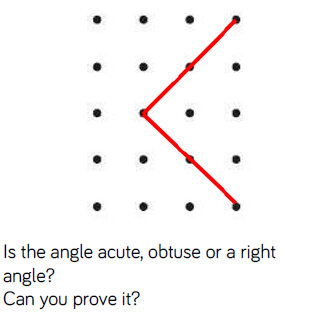 Is the angle acute, obtuse or a right
angle?
Can you prove it?